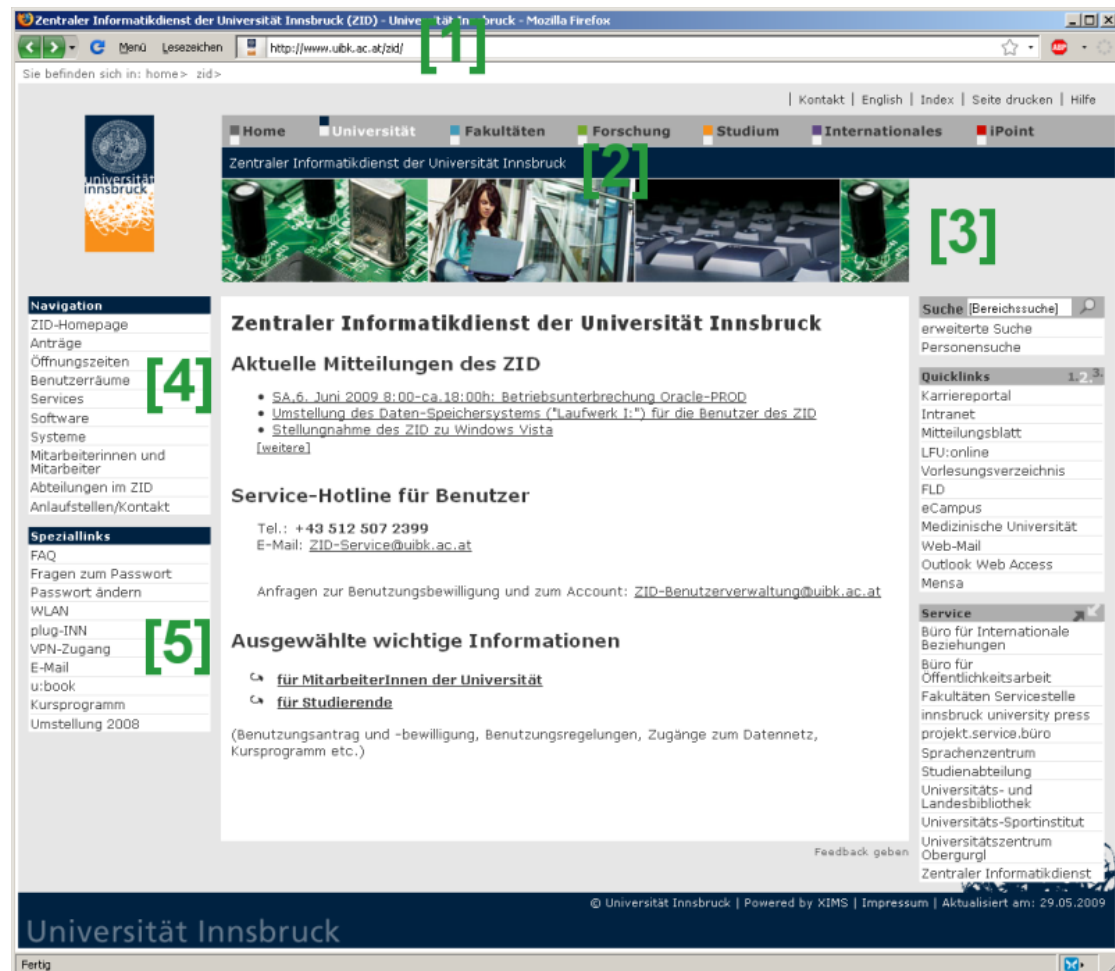 Zentraler Informatikdienst der Universität Innsbruck (ZID) - Universität Innsbruck - Mozilla Firefox
Menü Lesezeichen http://www.uibk.ac.at/zid/
[1]
Sie befinden sich in: home> zid>
| Kontakt | English | Index | Seite drucken | Hilfe
Home Universität Fakultäten Forschung Studium Internationales iPoint
Zentraler Informatikdienst der Universität Innsbruck
[2]
universität
innsbruck
[3]
Navigation
ZID-Homepage
Anträge
Öffnungszeiten
Benutzerräume
Services
Software
Systeme
Mitarbeiterinnen und
Mitarbeiter
Abteilungen im ZID
Anlaufstellen/Kontakt
[4]
Speziallinks
FAQ
Fragen zum Passwort
Passwort ändern
WLAN
plug-INN
VPN-Zugang
E-Mail
u:book
Kursprogramm
Umstellung 2008
[5]
Zentraler Informatikdienst der Universität Innsbruck
Aktuelle Mitteilungen des ZID
• SA,6. Juni 2009 8:00-ca.18:00h: Betriebsunterbrechung Oracle-PROD
• Umstellung des Daten-Speichersystems ("Laufwerk I:") für die Benutzer des ZID
• Stellungnahme des ZID zu Windows Vista
[weitere]
Service-Hotline für Benutzer
Tel.: +43 512 507 2399
E-Mail: ZID-Service@uibk.ac.at
Anfragen zur Benutzungsbewilligung und zum Account: ZID-Benutzerverwaltung@uibk.ac.at
Ausgewählte wichtige Informationen
für MitarbeiterInnen der Universität
für Studierende
(Benutzungsantrag und -bewilligung, Benutzungsregelungen, Zugänge zum Datennetz,
Kursprogramm etc.)
Feedback geben
Suche [Bereichssuche]
erweiterte Suche
Personensuche
Quicklinks 1.2.3.
Karriereportal
Intranet
Mitteilungsblatt
LFU:online
Vorlesungsverzeichnis
FLD
eCampus
Medizinische Universität
Web-Mail
Outlook Web Access
Mensa
Service
Büro für Internationale
Beziehungen
Büro für
Öffentlichkeitsarbeit
Fakultäten Servicestelle
innsbruck university press
projekt.service.büro
Sprachenzentrum
Studienabteilung
Universitäts- und
Landesbibliothek
Universitäts-Sportinstitut
Universitätszentrum
Obergurgl
Zentraler Informatikdienst
© Universität Innsbruck | Powered by XIMS | Impressum | Aktualisiert am: 29.05.2009
Universität Innsbruck
Fertig